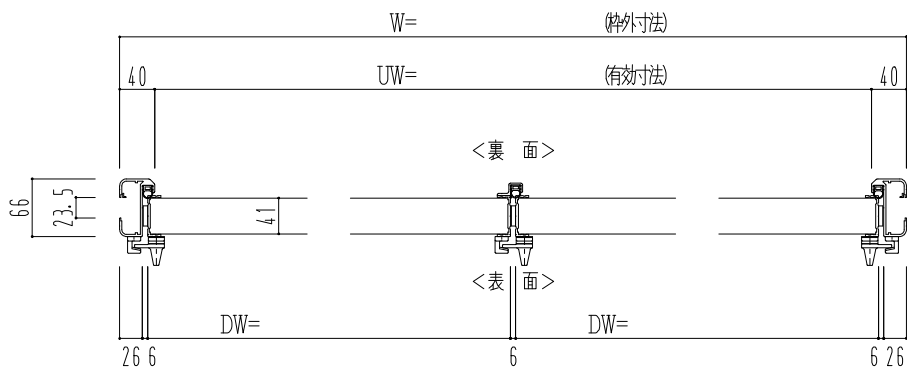 W= (枠外寸法)
40 UW= (有効寸法) 40
<裏 面>
66 23.5 41
<表 面>
DW= DW=
26 6 6 6 26